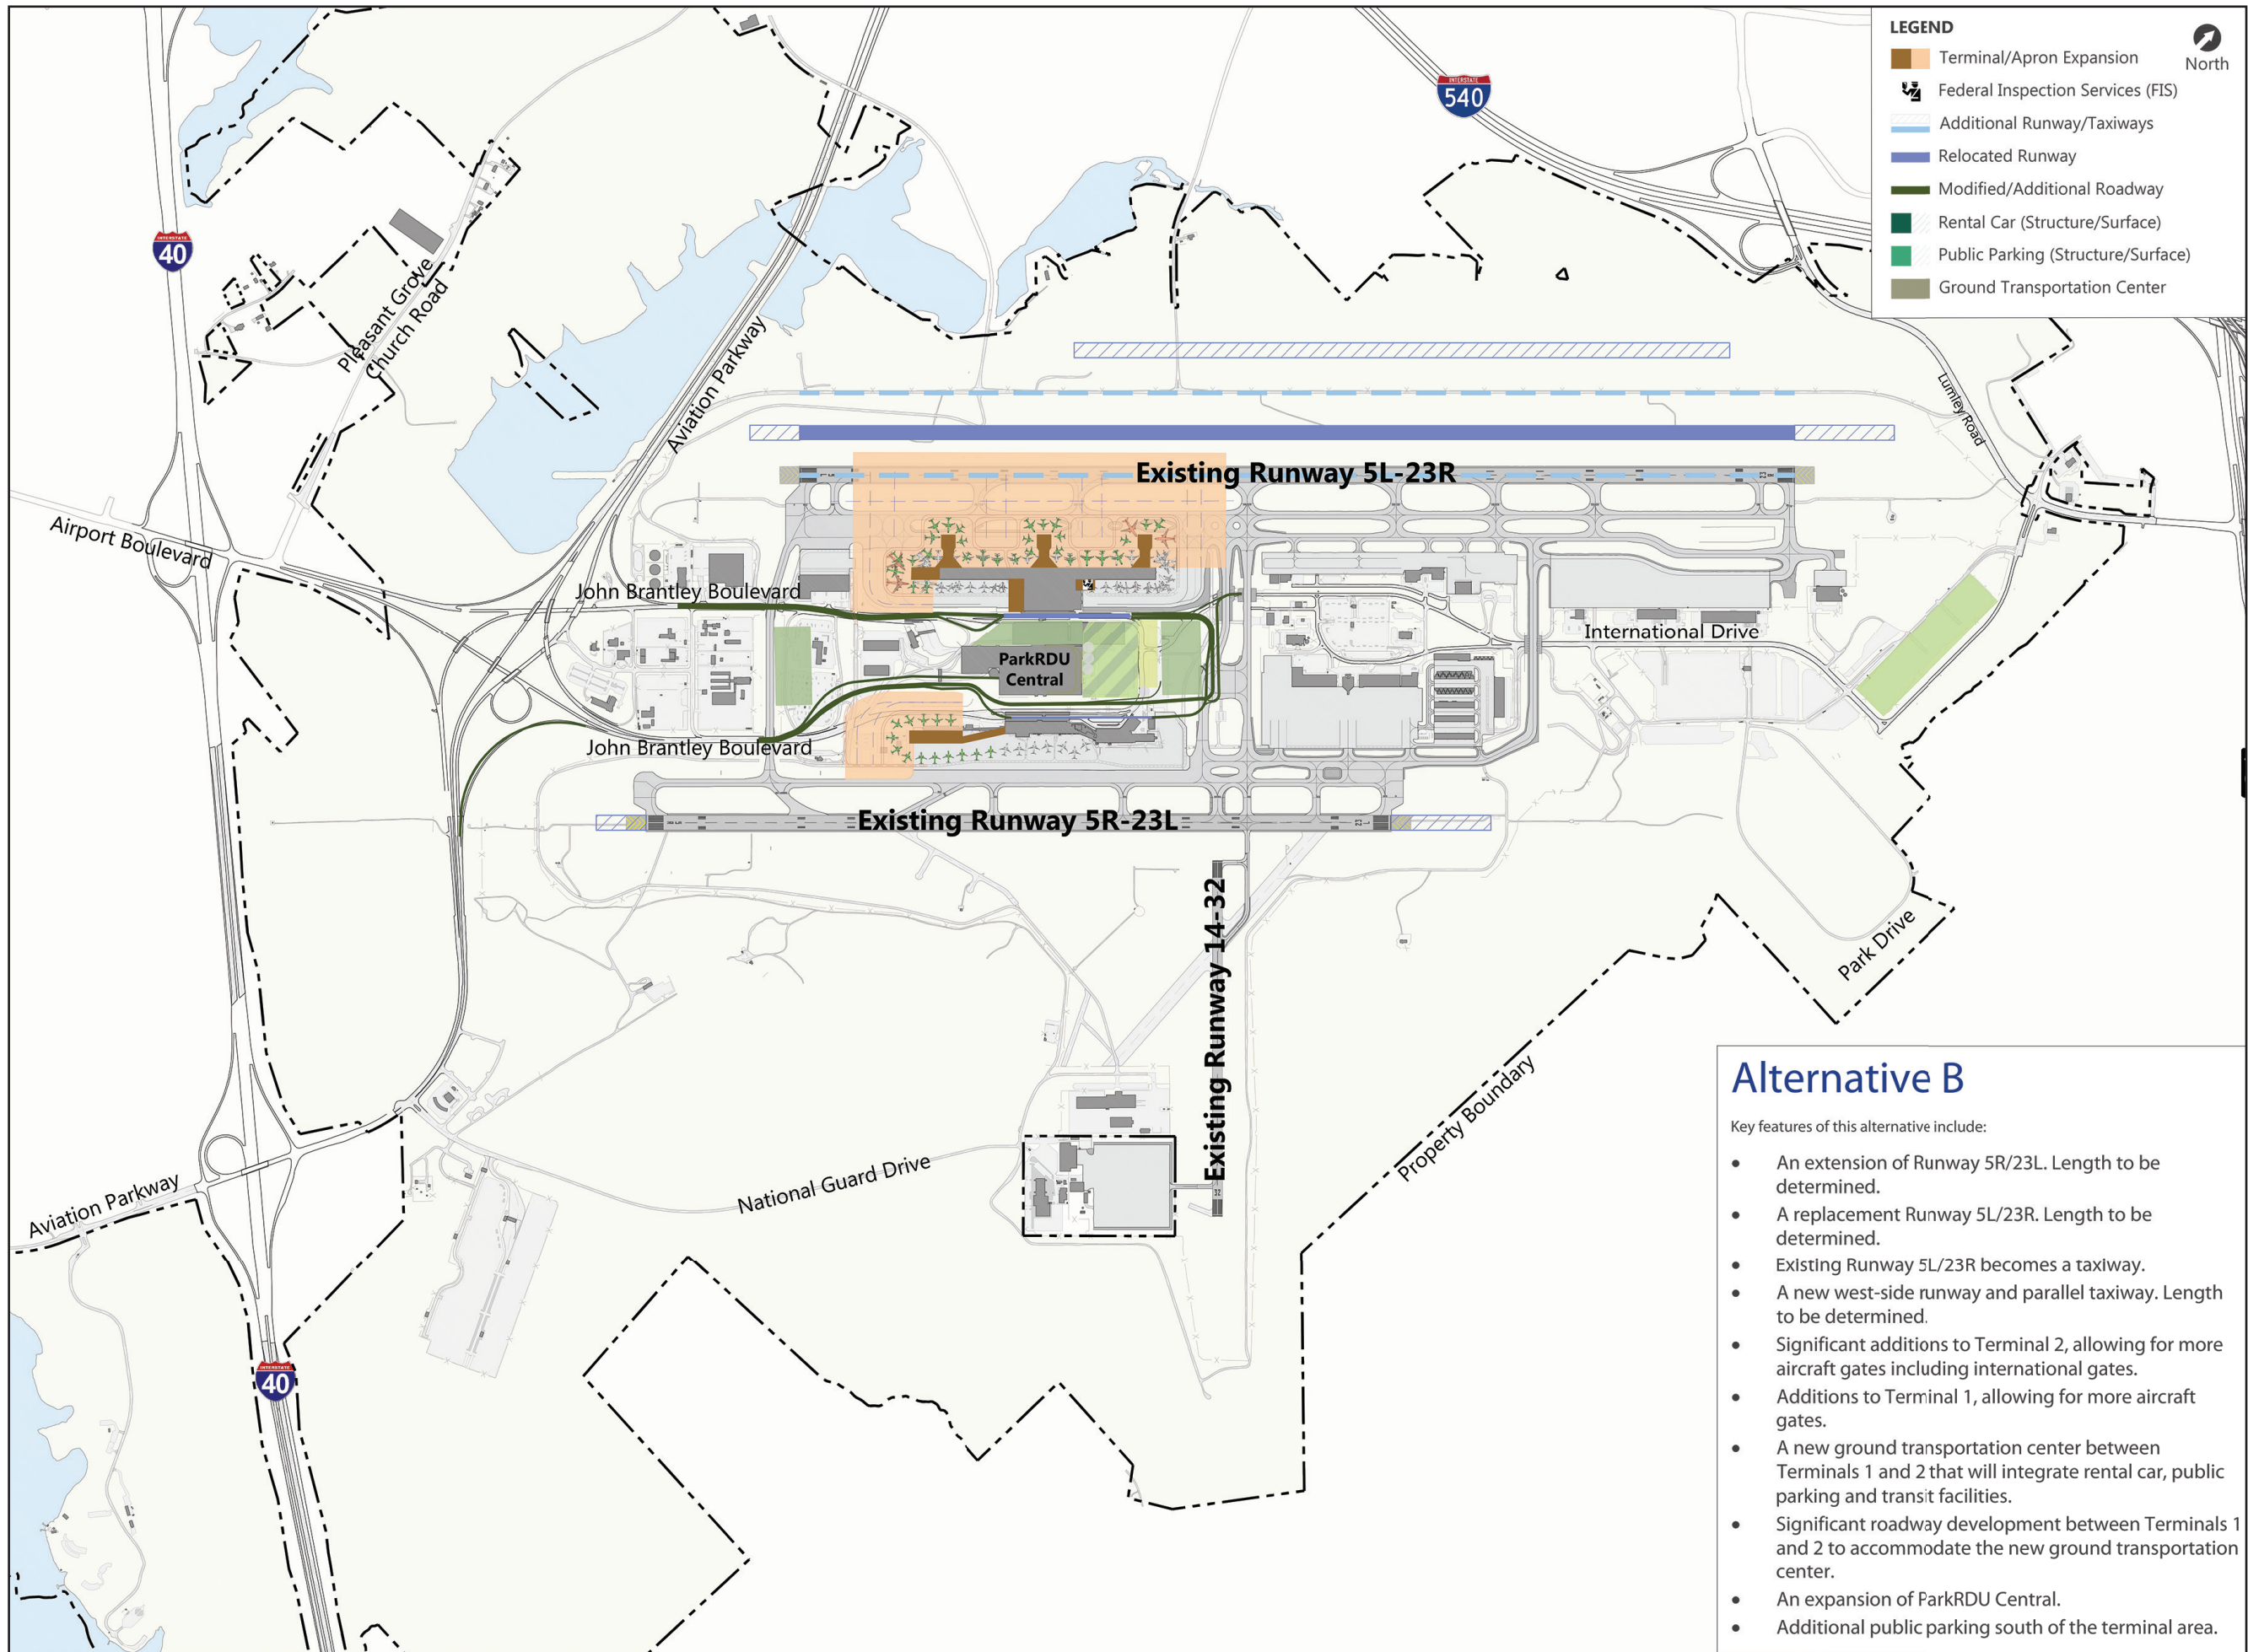 LEGEND
North
Terminal/Apron Expansion
Federal Inspection Services (FIS)
Additional Runway/Taxiways
Relocated Runway
Modified/Additional Roadway
Rental Car (Structure/Surface)
Public Parking (Structure/Surface)
Ground Transportation Center
INTERSTATE
540
INTERSTATE
40
Pleasant Grove
Church Road
Aviation Parkway
Lumley Road
Existing Runway 5L-23R
Airport Boulevard
John Brantley Boulevard
International Drive
ParkRDU
Central
John Brantley Boulevard
Existing Runway 5R-23L
Existing Runway 14-32
Park Drive
Property Boundary
National Guard Drive
Aviation Parkway
INTERSTATE
40
Alternative B
Key features of this alternative include:
• An extension of Runway 5R/23L. Length to be
determined.
• A replacement Runway 5L/23R. Length to be
determined.
• Existing Runway 5L/23R becomes a taxiway.
• A new west-side runway and parallel taxiway. Length
to be determined.
• Significant additions to Terminal 2, allowing for more
aircraft gates including international gates.
• Additions to Terminal 1, allowing for more aircraft
gates.
• A new ground transportation center between
Terminals 1 and 2 that will integrate rental car, public
parking and transit facilities.
• Significant roadway development between Terminals 1
and 2 to accommodate the new ground transportation
center.
• An expansion of ParkRDU Central.
• Additional public parking south of the terminal area.